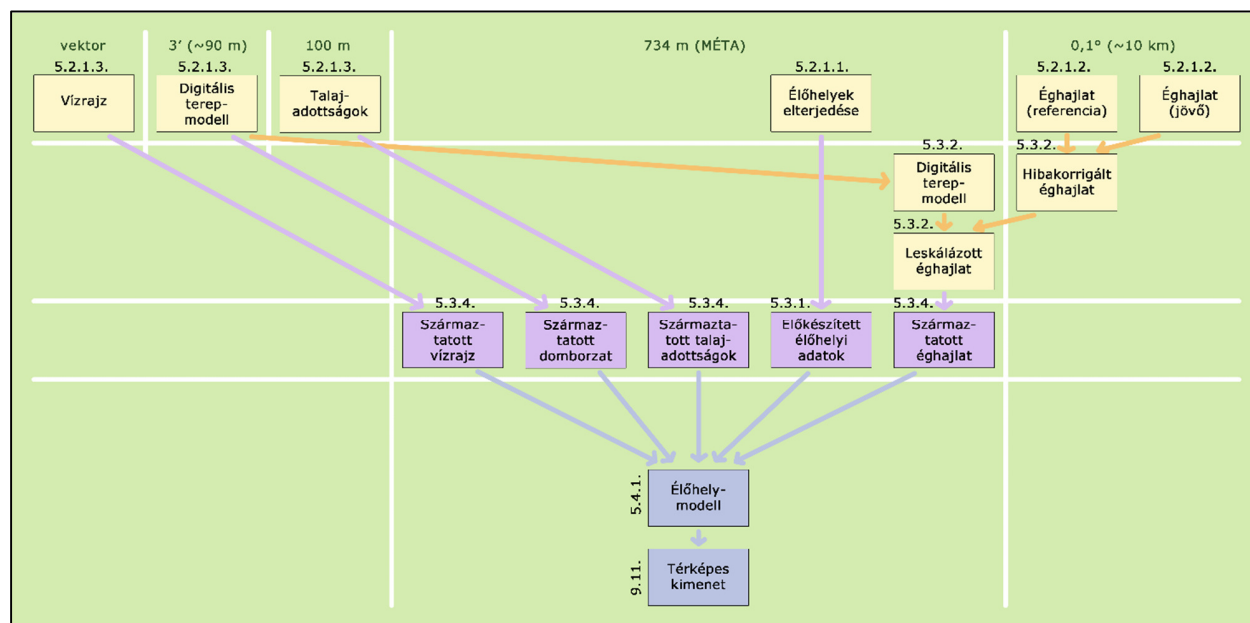 vektor
3’ (~90 m)
100 m
734 m (MÉTA)
0,1° (~10 km)
5.2.1.3.
Vízrajz
5.2.1.3.
Digitális
terep-
modell
5.2.1.3.
Talaj-
adottságok
5.2.1.1.
Élőhelyek
elterjedése
5.2.1.2.
Éghajlat
(referencia)
5.2.1.2.
Éghajlat
(jövő)
5.3.2.
Digitális
terep-
modell
5.3.2.
Hibakorrigált
éghajlat
5.3.2.
Leskálázott
éghajlat
5.3.4.
Származ-
tatott
vízrajz
5.3.4.
Származ-
tatott
domborzat
5.3.4.
Származta-
tott talaj-
adottságok
5.3.1.
Előkészített
élőhelyi
adatok
5.3.4.
Származ-
tatott
éghajlat
5.4.1.
Élőhely-
modell
9.11.
Térképes
kimenet